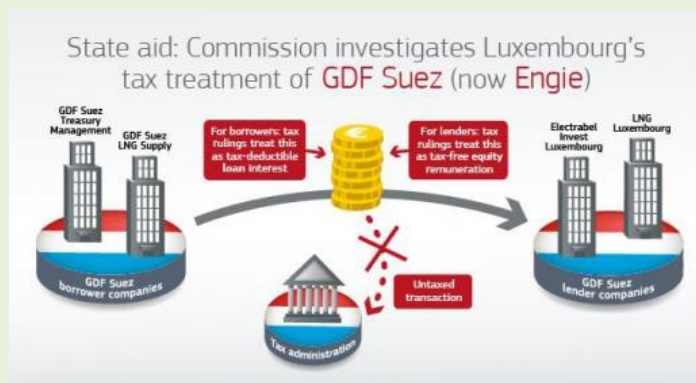 State aid: Commission investigates Luxembourg's
tax treatment of GDF Suez (now Engie)
GDF Suez
Treasury
Management
GDF Suez
LNG Supply
For borrowers: tax
rulings treat this
as tax-deductible
loan interest
€
For lenders: tax
rulings treat this
as tax-free equity
remuneration
Electrabel
Invest
Luxembourg
LNG
Luxembourg
GDF Suez
borrower companies
Untaxed
transaction
Tax administration
GDF Suez
lender companies